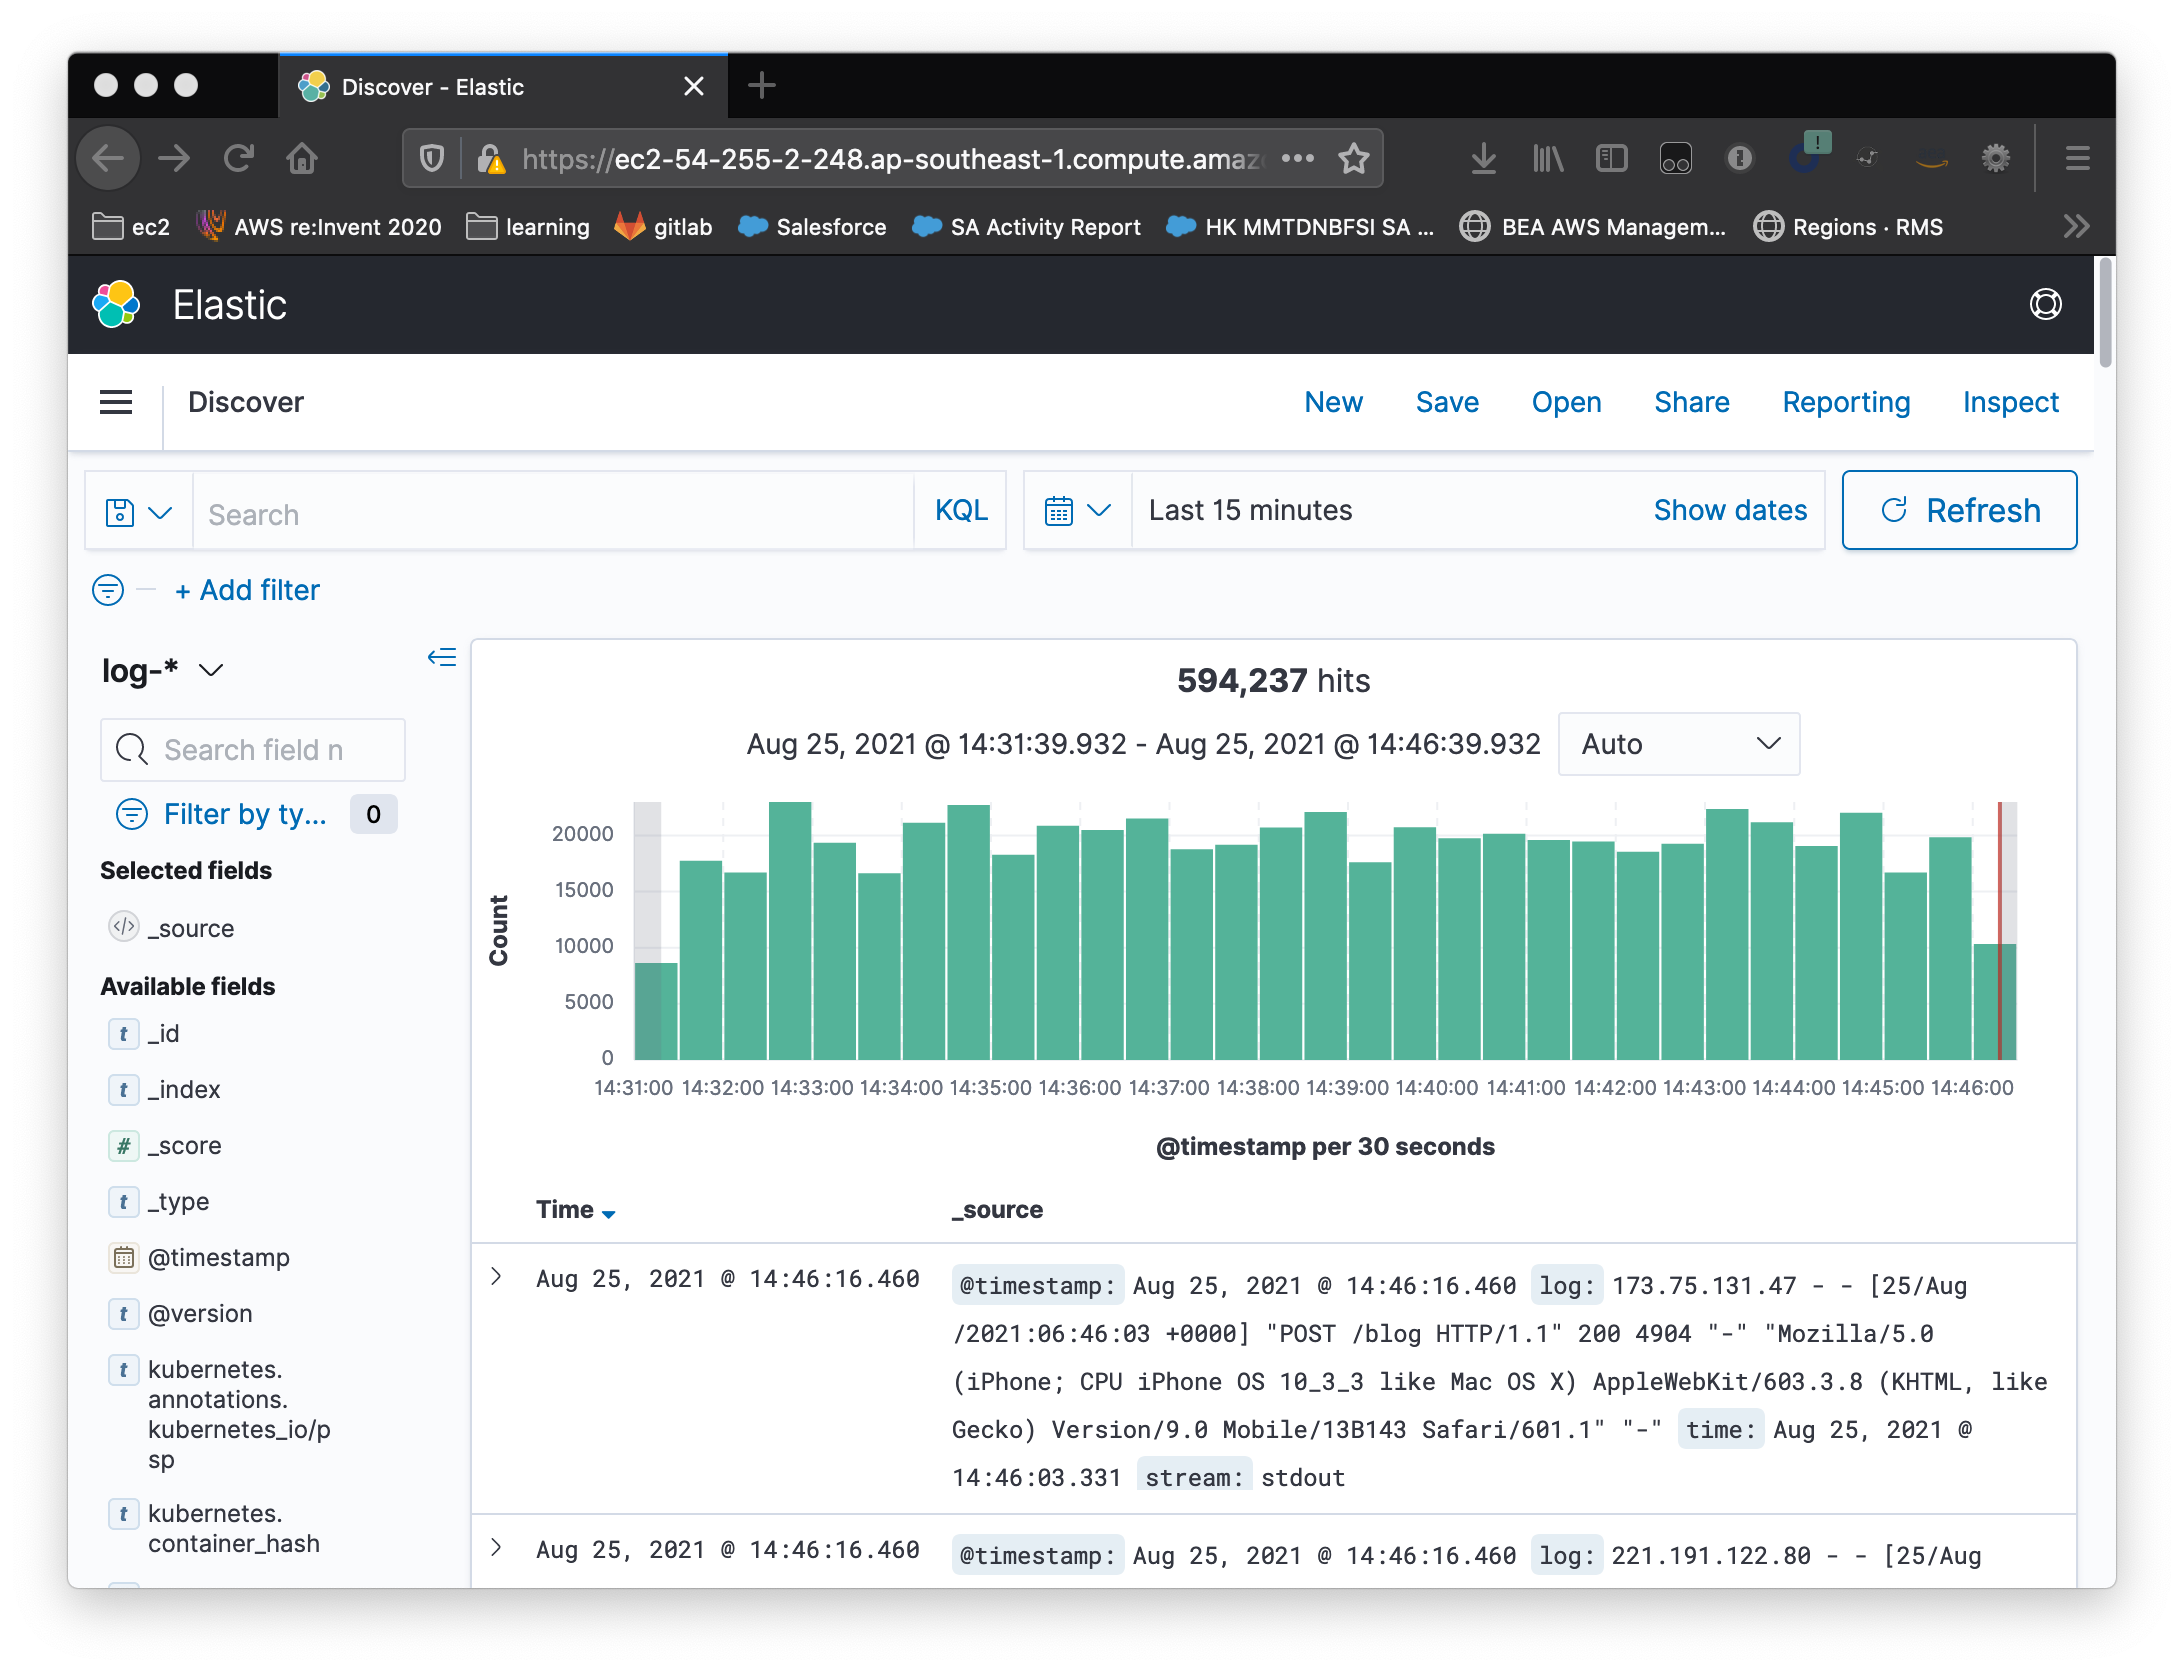 Discover - Elastic
https://ec2-54-255-2-248.ap-southeast-1.compute.amaz
ec2 AWS re:Invent 2020 learning gitlab Salesforce SA Activity Report HK MMTDNBFSI SA ... BEA AWS Managem... Regions · RMS
Elastic
Discover New Save Open Share Reporting Inspect
Search KQL Last 15 minutes Show dates Refresh
+ Add filter
log-*
Search field n
Filter by ty... 0
Selected fields
_source
Available fields
_id
_index
_score
_type
@timestamp
@version
kubernetes.
annotations.
kubernetes_io/p
sp
kubernetes.
container_hash
594,237 hits
Aug 25, 2021 @ 14:31:39.932 - Aug 25, 2021 @ 14:46:39.932 Auto
Count
20000
15000
10000
5000
0
14:31:00 14:32:00 14:33:00 14:34:00 14:35:00 14:36:00 14:37:00 14:38:00 14:39:00 14:40:00 14:41:00 14:42:00 14:43:00 14:44:00 14:45:00 14:46:00
@timestamp per 30 seconds
Time _source
Aug 25, 2021 @ 14:46:16.460 @timestamp: Aug 25, 2021 @ 14:46:16.460 log: 173.75.131.47 - - [25/Aug
/2021:06:46:03 +0000] "POST /blog HTTP/1.1" 200 4904 "-" "Mozilla/5.0
(iPhone; CPU iPhone OS 10_3_3 like Mac OS X) AppleWebKit/603.3.8 (KHTML, like
Gecko) Version/9.0 Mobile/13B143 Safari/601.1" "-" time: Aug 25, 2021 @
14:46:03.331 stream: stdout
Aug 25, 2021 @ 14:46:16.460 @timestamp: Aug 25, 2021 @ 14:46:16.460 log: 221.191.122.80 - - [25/Aug